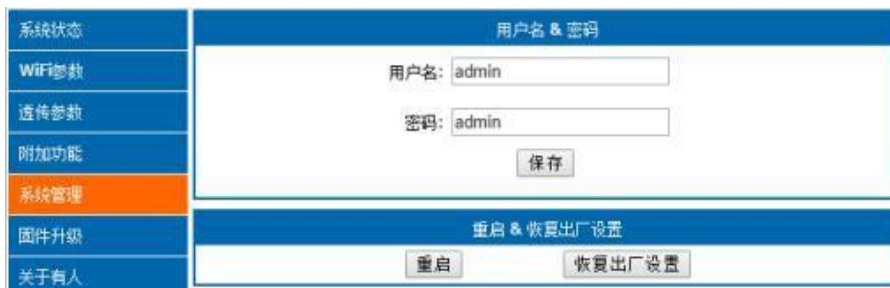 系统状态
WiFi参数
透传参数
附加功能
系统管理
固件升级
关于有人
用户名 & 密码
用户名: admin
密码: admin
保存
重启 & 恢复出厂设置
重启 恢复出厂设置